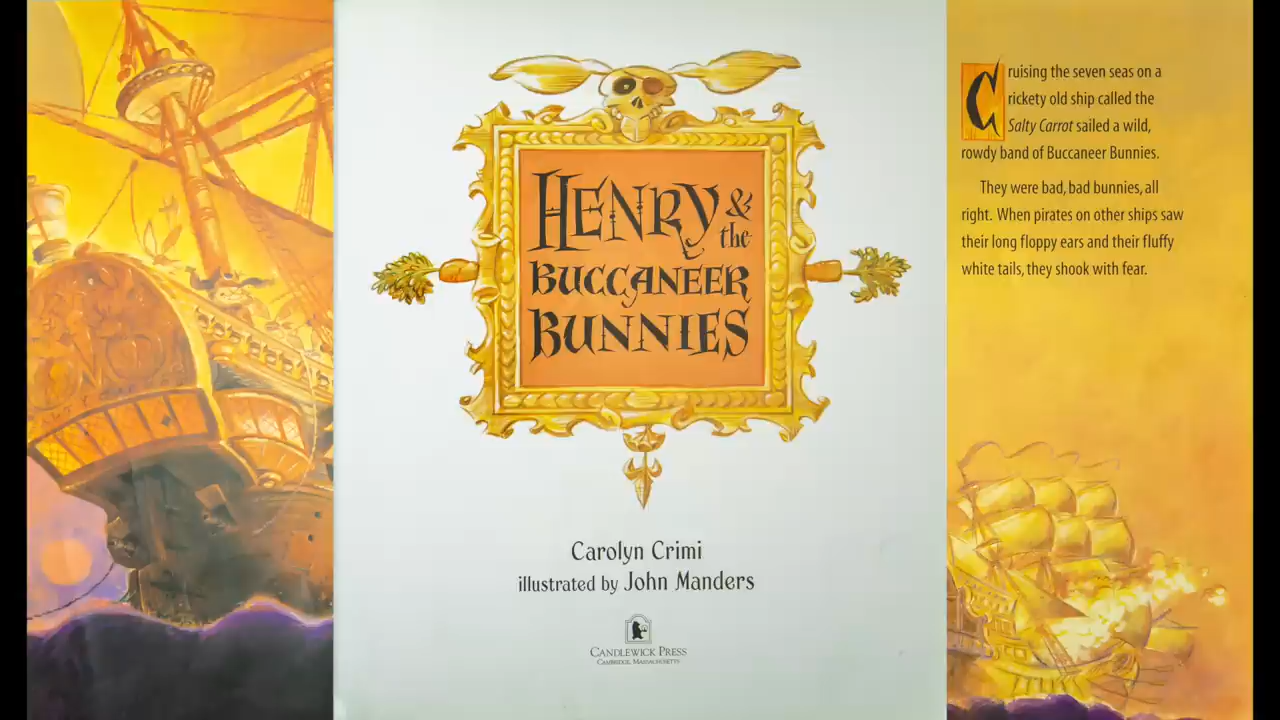 HENRY &
the
BUCCANEER
BUNNIES
Carolyn Crimi
illustrated by John Manders
CANDLEWICK PRESS
CAMBRIDGE, MASSACHUSETTS
Cruising the seven seas on a
rickety old ship called the
Salty Carrot sailed a wild,
rowdy band of Buccaneer Bunnies.
They were bad, bad bunnies, all
right. When pirates on other ships saw
their long floppy ears and their fluffy
white tails, they shook with fear.